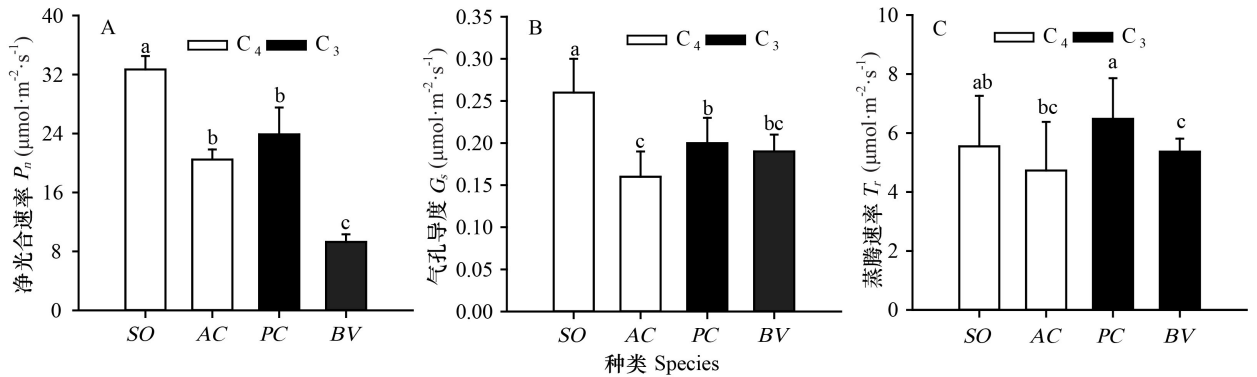 A
C₄ C₃
净光合速率 Pₙ (μmol·m⁻²·s⁻¹)
40
32
24
16
8
0
a
b
b
c
SO AC PC BV
B
C₄ C₃
气孔导度 Gₛ (μmol·m⁻²·s⁻¹)
0.35
0.30
0.25
0.20
0.15
0.10
0.05
0.00
a
c
b
bc
SO AC PC BV
种类 Species
C
C₄ C₃
蒸腾速率 Tᵣ (μmol·m⁻²·s⁻¹)
10
8
6
4
2
0
ab
bc
a
c
SO AC PC BV